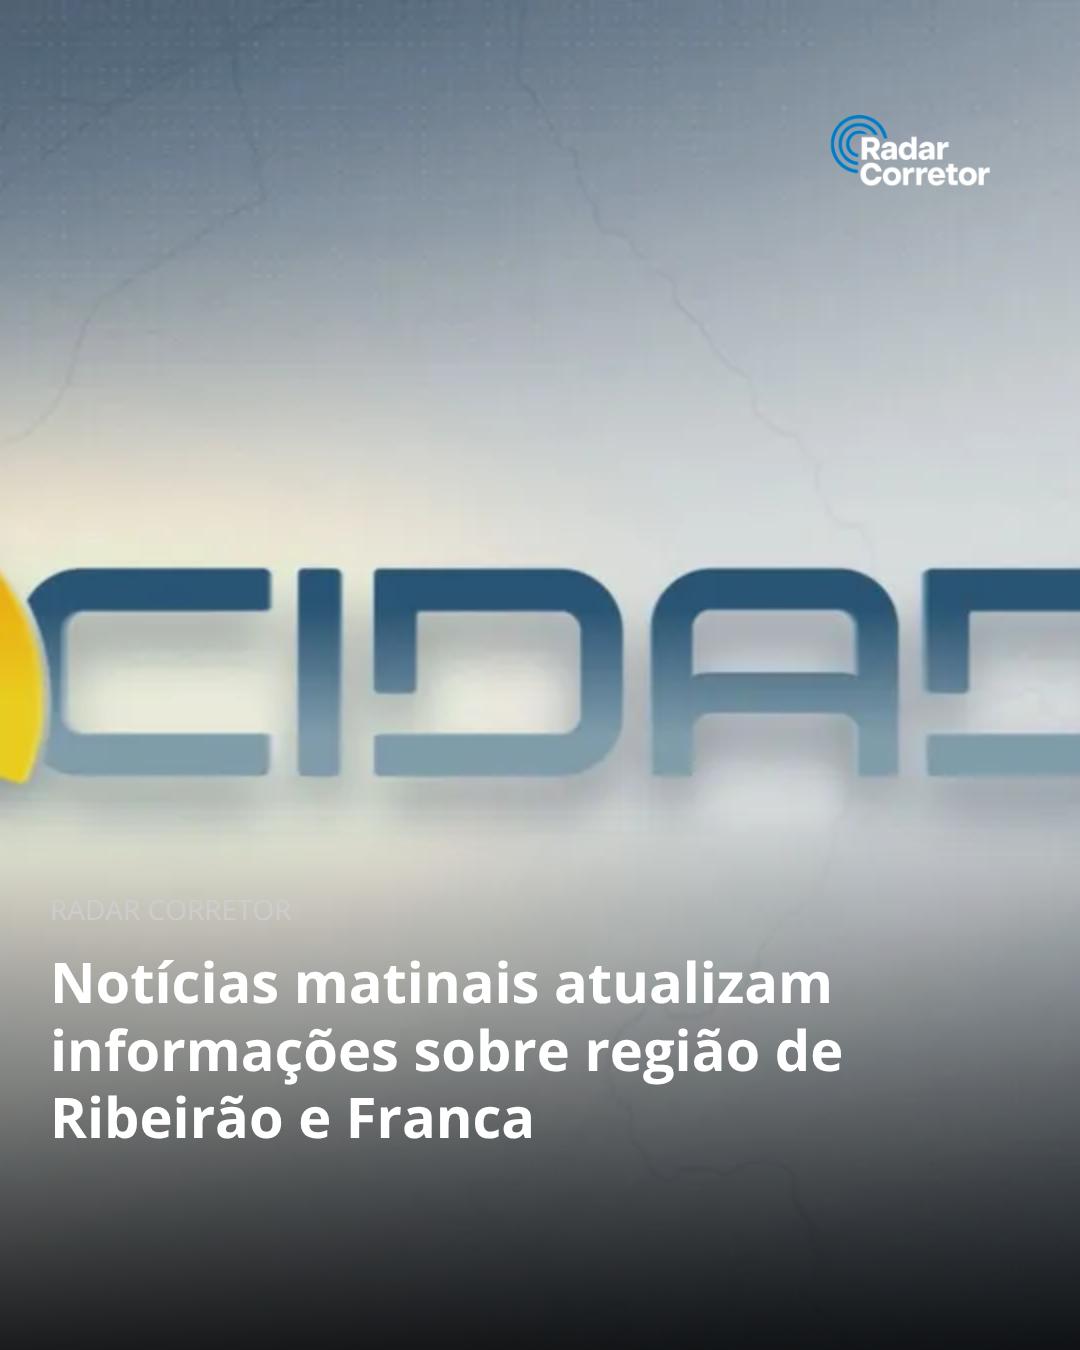 Radar
Corretor
CIDAD
RADAR CORRETOR
Notícias matinais atualizam
informações sobre região de
Ribeirão e Franca